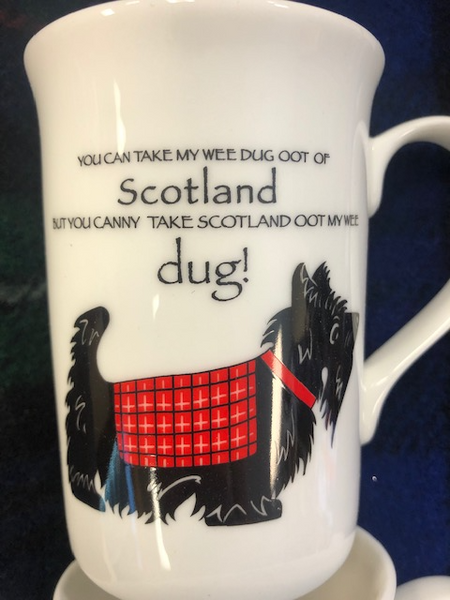 YOU CAN TAKE MY WEE DUG OOT OF
Scotland
BUT YOU CANNY TAKE SCOTLAND OOT MY WEE
dug!